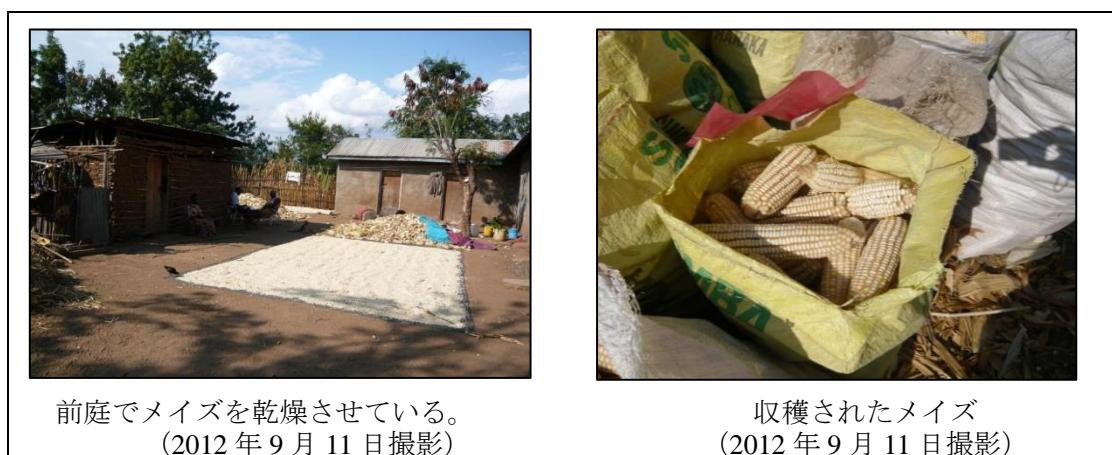 前庭でメイズを乾燥させている。
(2012 年 9 月 11 日撮影)
収穫されたメイズ
(2012 年 9 月 11 日撮影)